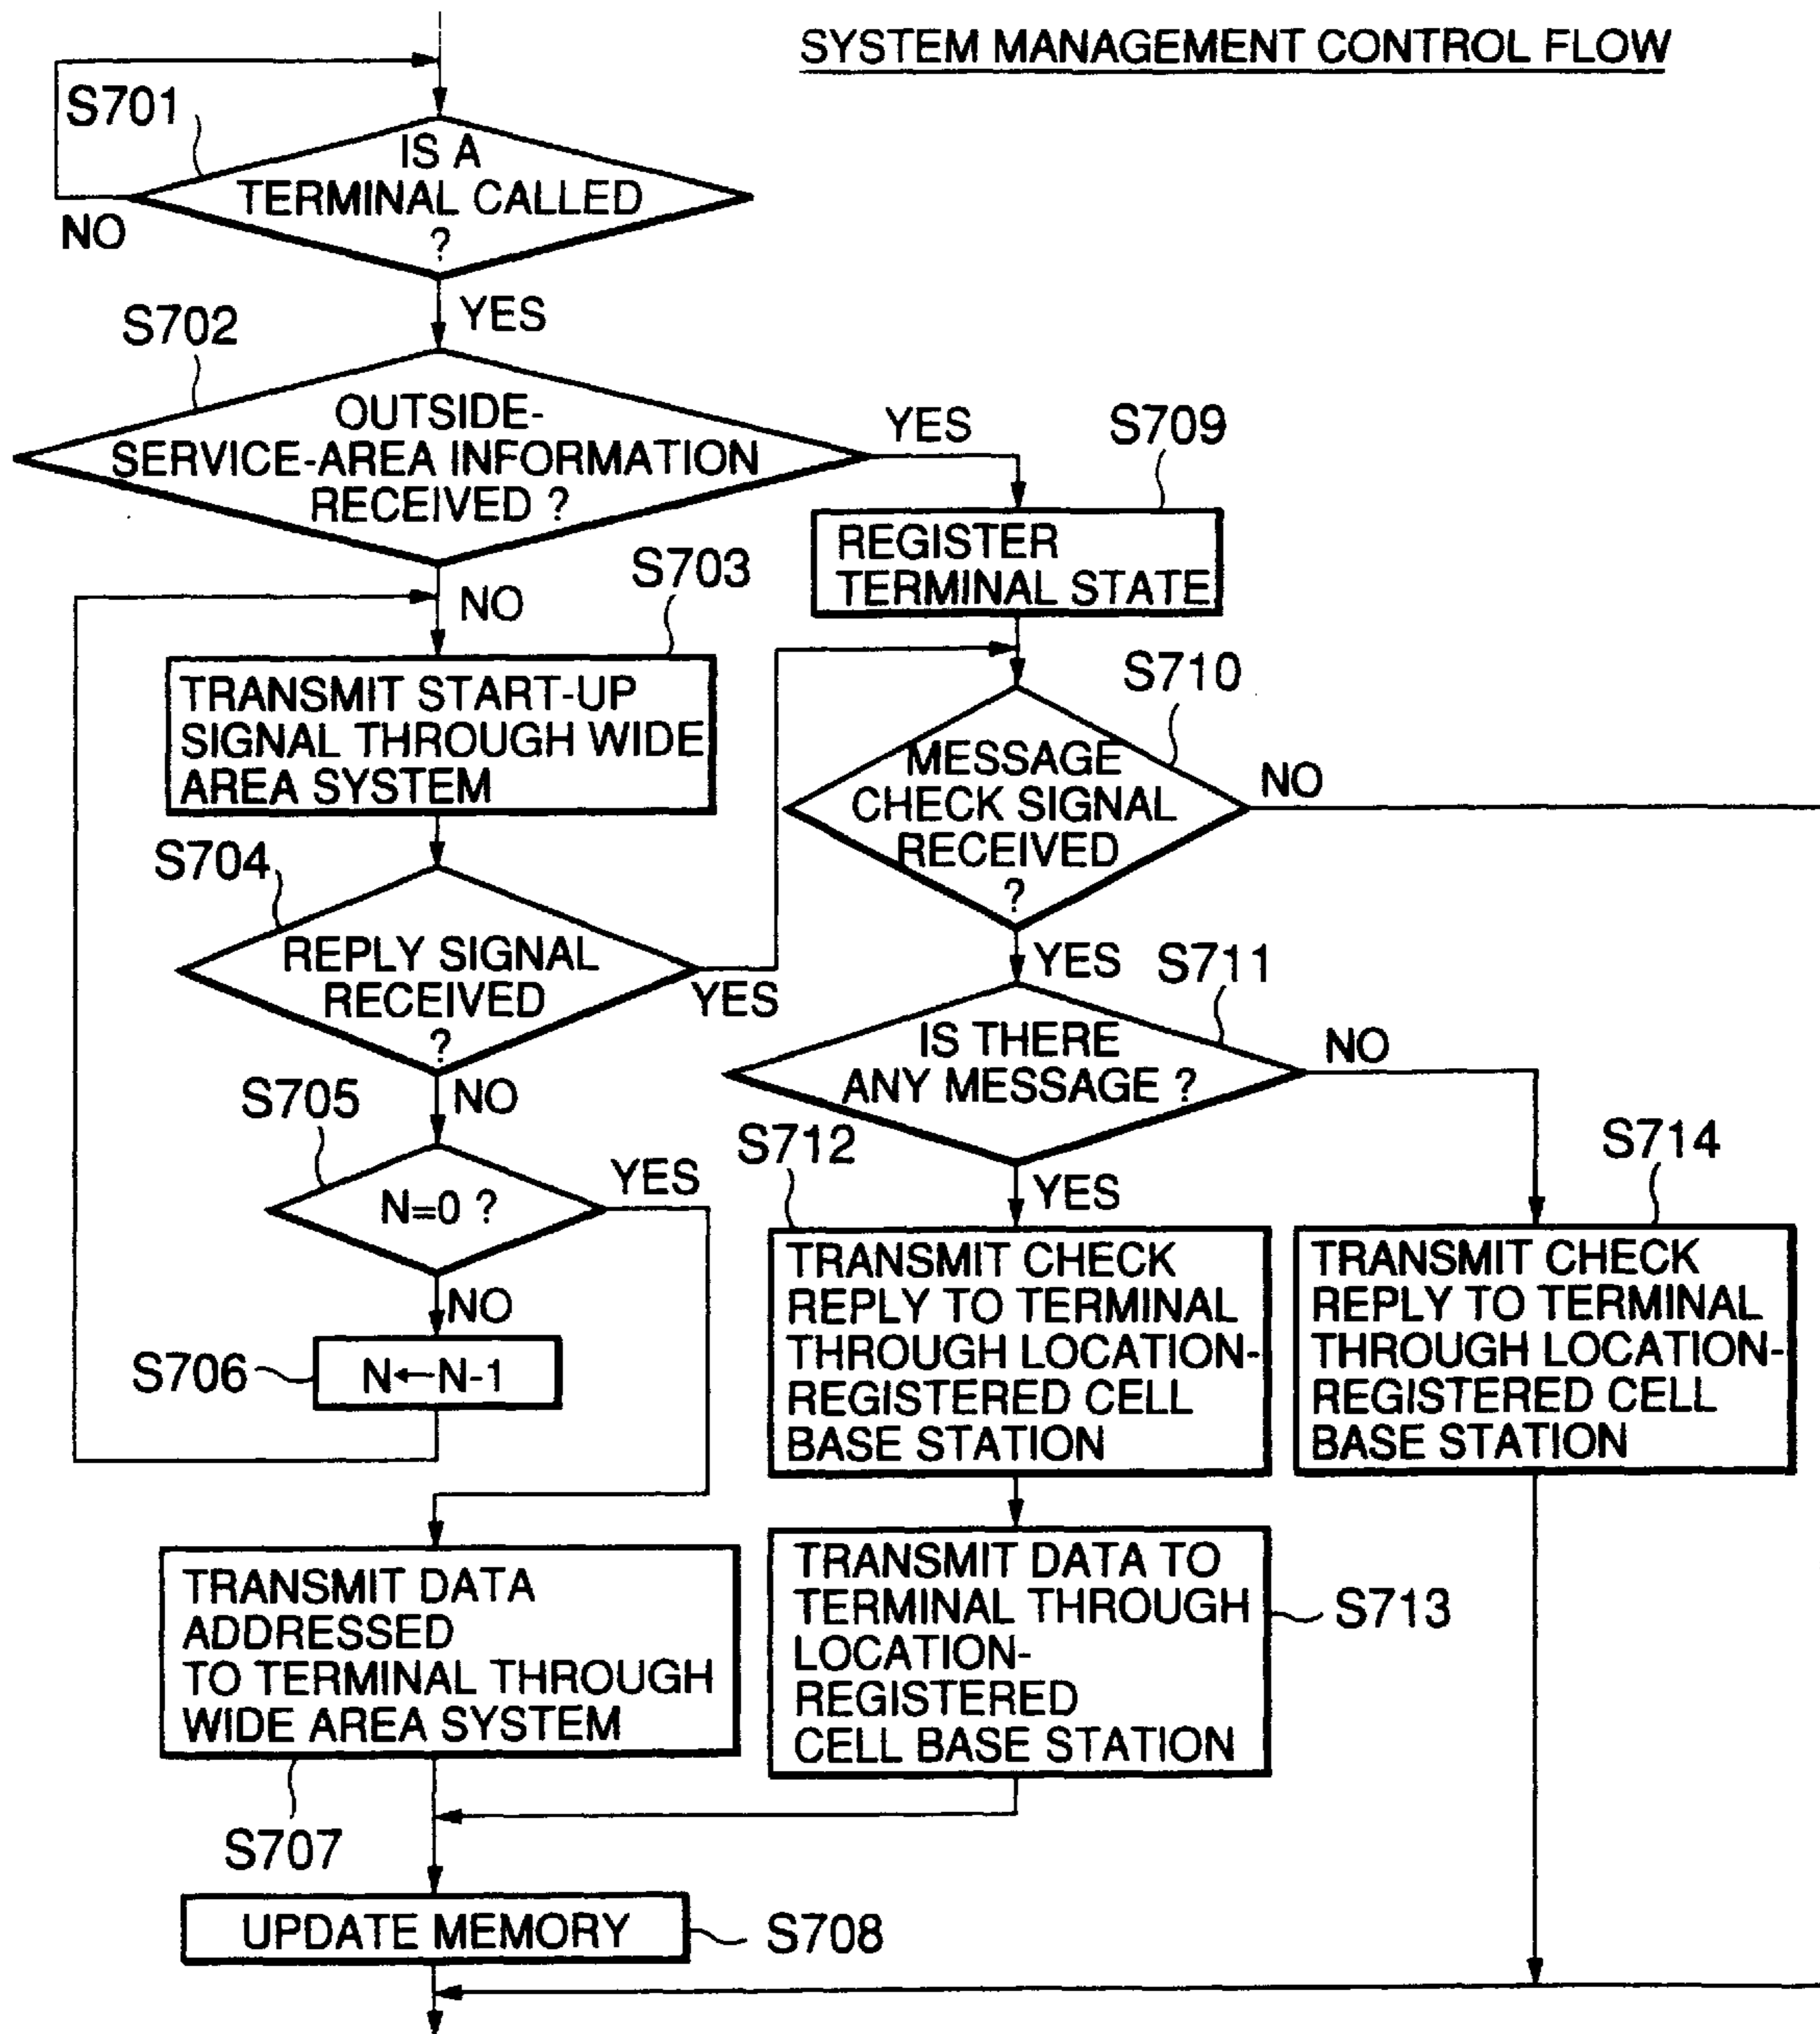 SYSTEM MANAGEMENT CONTROL FLOW
S701
IS A
TERMINAL CALLED
?
NO
YES
S702
OUTSIDE-
SERVICE-AREA INFORMATION
RECEIVED ?
YES
NO
S709
REGISTER
TERMINAL STATE
S703
TRANSMIT START-UP
SIGNAL THROUGH WIDE
AREA SYSTEM
S710
MESSAGE
CHECK SIGNAL
RECEIVED
?
NO
YES
S704
REPLY SIGNAL
RECEIVED
?
YES
NO
S711
IS THERE
ANY MESSAGE ?
NO
YES
S705
N=0 ?
YES
NO
S706
N←N-1
S712
TRANSMIT CHECK
REPLY TO TERMINAL
THROUGH LOCATION-
REGISTERED CELL
BASE STATION
S714
TRANSMIT CHECK
REPLY TO TERMINAL
THROUGH LOCATION-
REGISTERED CELL
BASE STATION
TRANSMIT DATA
ADDRESSED
TO TERMINAL THROUGH
WIDE AREA SYSTEM
S707
TRANSMIT DATA TO
TERMINAL THROUGH
LOCATION-
REGISTERED
CELL BASE STATION
S713
UPDATE MEMORY
S708